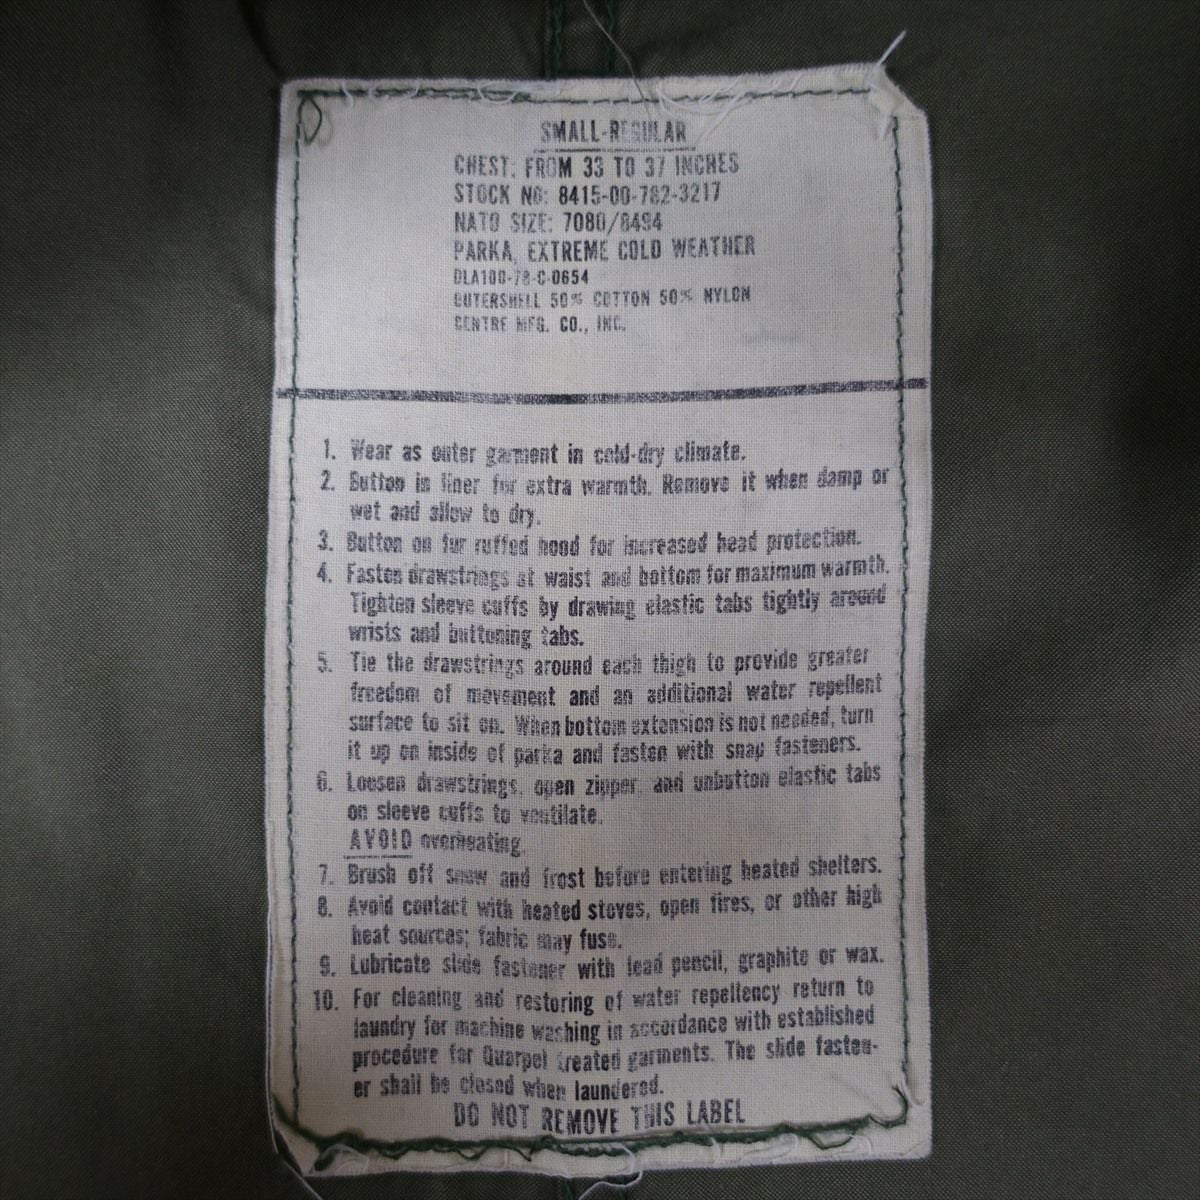 SMALL-REGULAR
CHEST: FROM 33 TO 37 INCHES
STOCK NO: 8415-00-782-3217
NATO SIZE: 7080/8494
PARKA, EXTREME COLD WEATHER
DLA100-78-C-0654
OUTERSHELL 50% COTTON 50% NYLON
CENTRE MFG. CO., INC.
1. Wear as outer garment in cold-dry climate.
2. Button in liner for extra warmth. Remove it when damp or
wet and allow to dry.
3. Button on fur ruffed hood for increased head protection.
4. Fasten drawstrings at waist and bottom for maximum warmth.
Tighten sleeve cuffs by drawing elastic tabs tightly around
wrists and buttoning tabs.
5. Tie the drawstrings around each thigh to provide greater
freedom of movement and an additional water repellent
surface to sit on. When bottom extension is not needed, turn
it up on inside of parka and fasten with snap fasteners.
6. Loosen drawstrings, open zipper, and unbutton elastic tabs
on sleeve cuffs to ventilate.
AVOID overheating.
7. Brush off snow and frost before entering heated shelters.
8. Avoid contact with heated stoves, open fires, or other high
heat sources; fabric may fuse.
9. Lubricate slide fastener with lead pencil, graphite or wax.
10. For cleaning and restoring of water repellency return to
laundry for machine washing in accordance with established
procedure for Quarpel treated garments. The slide fasten-
er shall be closed when laundered.
DO NOT REMOVE THIS LABEL